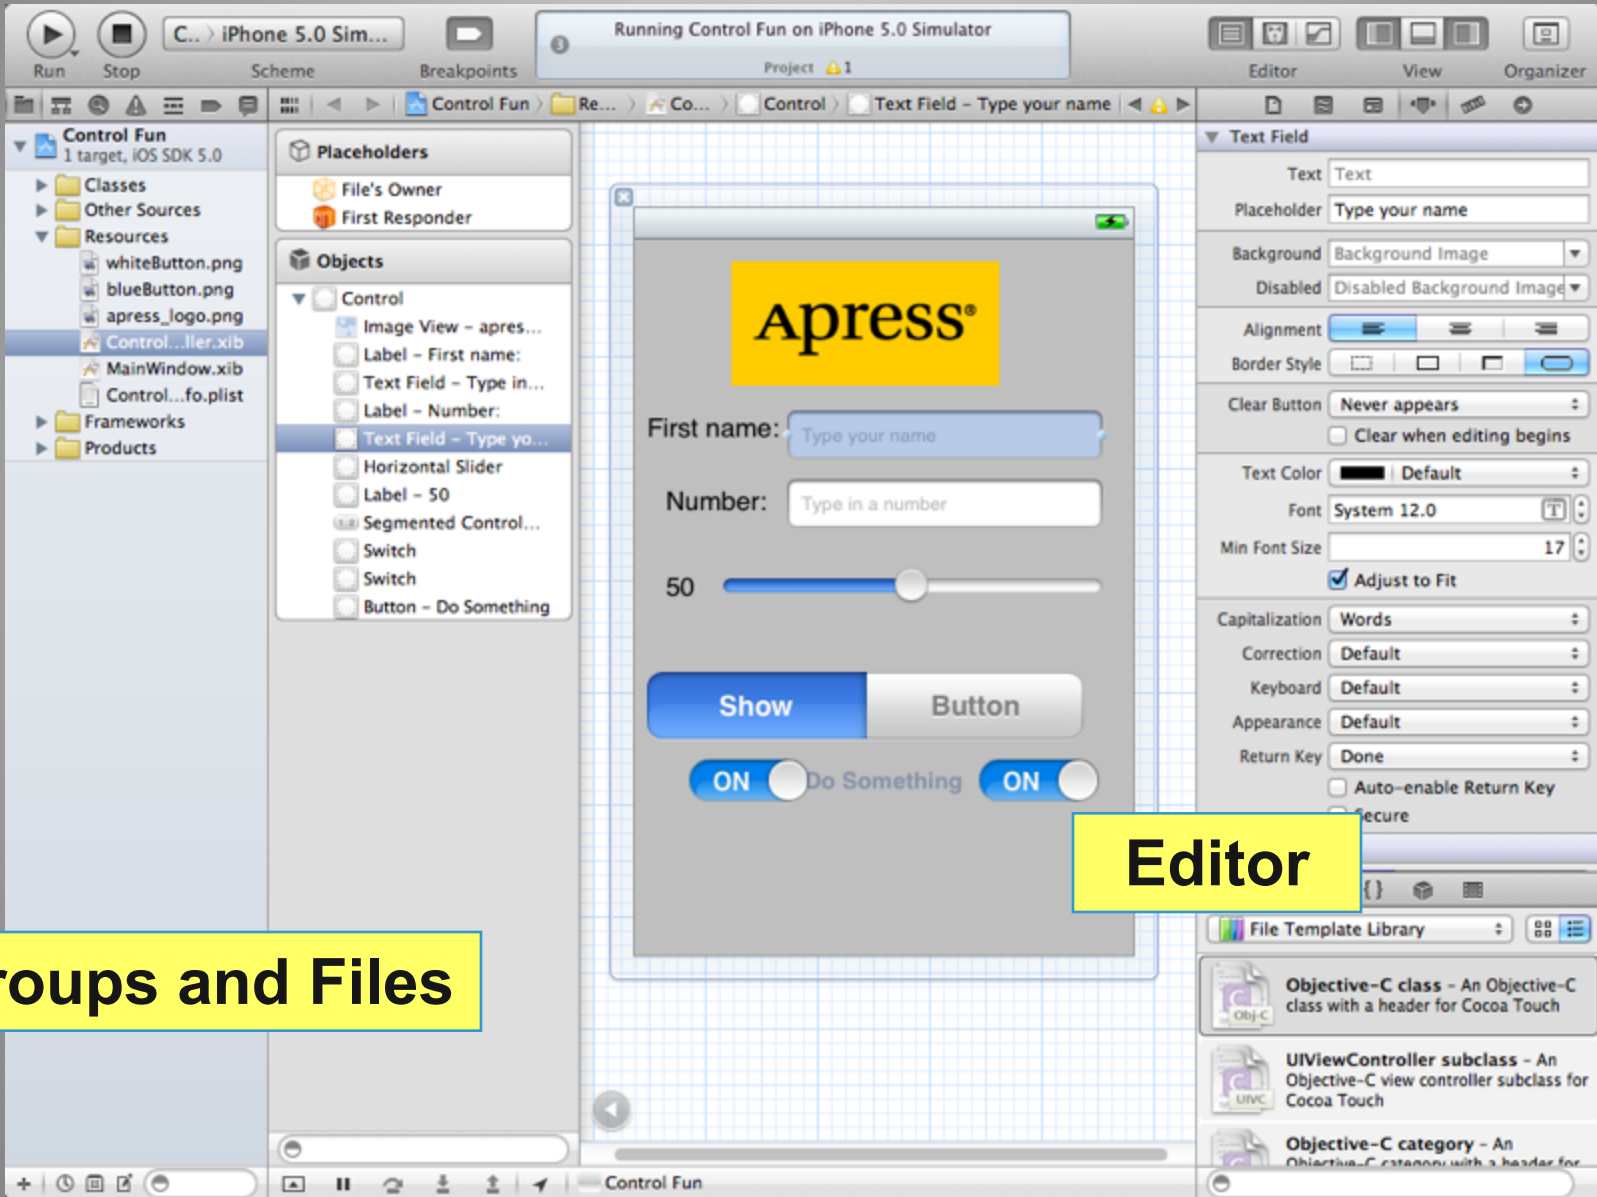 C.. > iPhone 5.0 Sim...
Running Control Fun on iPhone 5.0 Simulator
3
Project 1
Run
Stop
Scheme
Breakpoints
Editor
View
Organizer
Control Fun
Re...
Co...
Control
Text Field – Type your name
Control Fun
1 target, iOS SDK 5.0
Classes
Other Sources
Resources
whiteButton.png
blueButton.png
apress_logo.png
Control...ller.xib
MainWindow.xib
Control...fo.plist
Frameworks
Products
Placeholders
File's Owner
First Responder
Objects
Control
Image View – apres...
Label – First name:
Text Field – Type in...
Label – Number:
Text Field – Type yo...
Horizontal Slider
Label – 50
Segmented Control...
Switch
Switch
Button – Do Something
Apress®
First name:
Type your name
Number:
Type in a number
50
Show
Button
ON
Do Something
ON
Text Field
Text
Text
Placeholder
Type your name
Background
Background Image
Disabled
Disabled Background Image
Alignment
Border Style
Clear Button
Never appears
Clear when editing begins
Text Color
Default
Font
System 12.0
T
Min Font Size
17
Adjust to Fit
Capitalization
Words
Correction
Default
Keyboard
Default
Appearance
Default
Return Key
Done
Auto-enable Return Key
Editor
{}
File Template Library
Objective-C class – An Objective-C
class with a header for Cocoa Touch
Obj-C
UIViewController subclass – An
Objective-C view controller subclass for
Cocoa Touch
UIVC
Objective-C category – An
Objective-C category with a header for
roups and Files
Control Fun